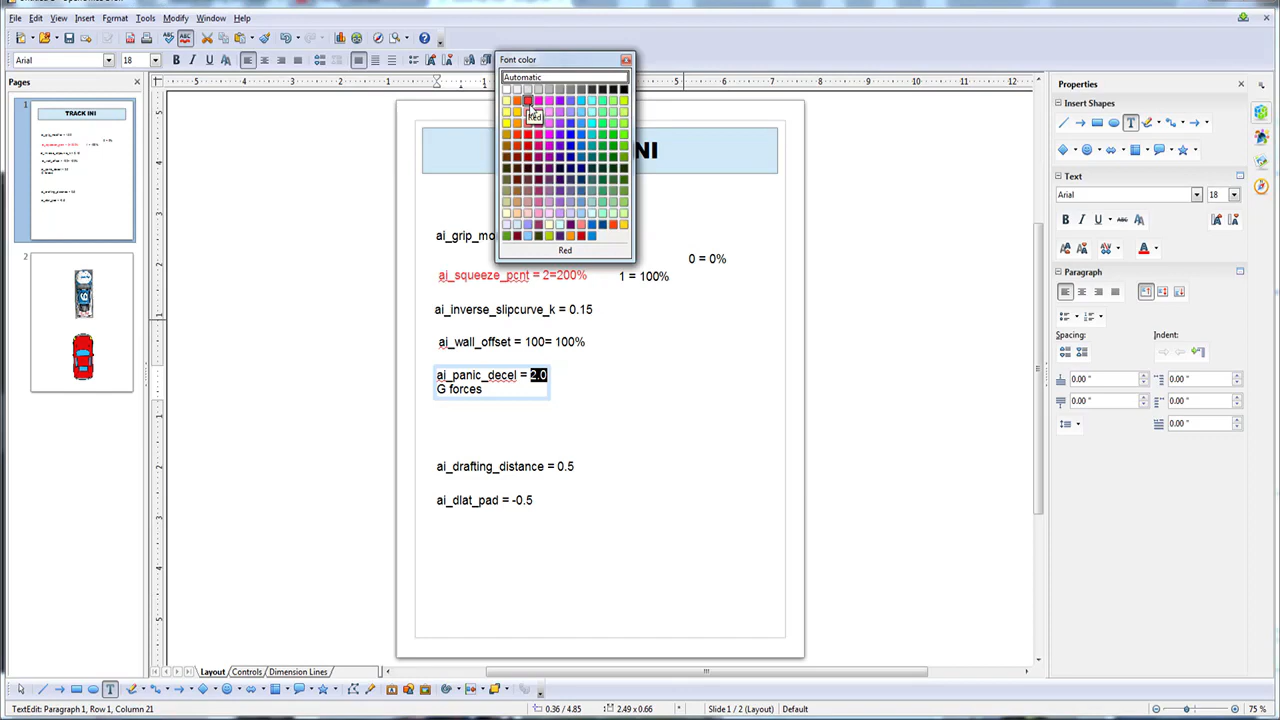 File Edit View Insert Format Tools Modify Window Help
Arial 18
Font color
Automatic
Red
Red
Pages
1
TRACK INI
2
NI
ai_grip_mo
0 = 0%
ai_squeeze_pcnt = 2=200% 1 = 100%
ai_inverse_slipcurve_k = 0.15
ai_wall_offset = 100= 100%
ai_panic_decel = 2.0
G forces
ai_drafting_distance = 0.5
ai_dlat_pad = -0.5
Properties
Insert Shapes
Text
Arial 18
Paragraph
Spacing: Indent:
0.00 " 0.00 "
0.00 " 0.00 "
0.00 "
Layout Controls Dimension Lines
TextEdit: Paragraph 1, Row 1, Column 21 0.36 / 4.85 2.49 x 0.66 * Slide 1 / 2 (Layout) Default 75 %